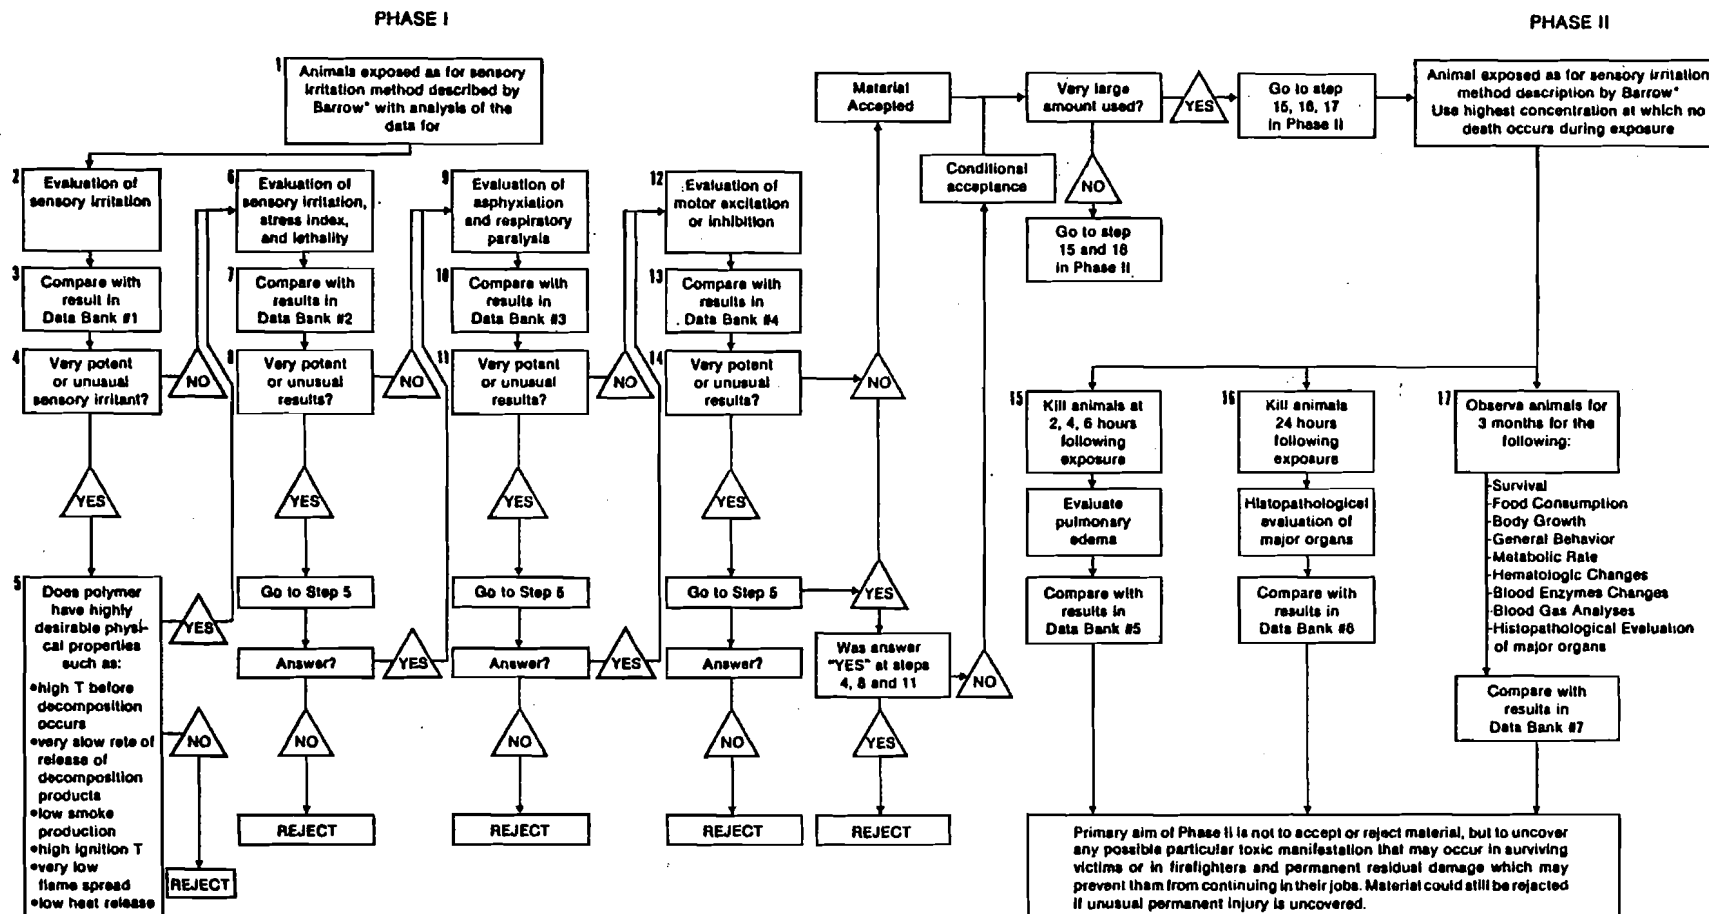 PHASE I
PHASE II
1
Animals exposed as for sensory
irritation method described by
Barrow* with analysis of the
data for
2
Evaluation of
sensory irritation
3
Compare with
result in
Data Bank #1
4
Very potent
or unusual
sensory irritant?
NO
YES
5
Does polymer
have highly
desirable physi-
cal properties
such as:
•high T before
decomposition
occurs
•very slow rate of
release of
decomposition
products
•low smoke
production
•high ignition T
•very low
flame spread
•low heat release
YES
NO
REJECT
6
Evaluation of
sensory irritation,
stress index,
and lethality
7
Compare with
results in
Data Bank #2
8
Very potent
or unusual
results?
NO
YES
Go to Step 5
Answer?
YES
NO
REJECT
9
Evaluation of
asphyxiation
and respiratory
paralysis
10
Compare with
results in
Data Bank #3
11
Very potent
or unusual
results?
NO
YES
Go to Step 5
Answer?
YES
NO
REJECT
12
Evaluation of
motor excitation
or inhibition
13
Compare with
results in
Data Bank #4
14
Very potent
or unusual
results?
NO
YES
Go to Step 5
YES
Answer?
NO
REJECT
Material
Accepted
Was answer
"YES" at steps
4, 8 and 11
NO
YES
REJECT
Conditional
acceptance
Very large
amount used?
YES
NO
Go to step
15 and 16
in Phase II
Go to step
15, 16, 17
in Phase II
Animal exposed as for sensory irritation
method description by Barrow*
Use highest concentration at which no
death occurs during exposure
15
Kill animals at
2, 4, 6 hours
following
exposure
Evaluate
pulmonary
edema
Compare with
results in
Data Bank #5
16
Kill animals
24 hours
following
exposure
Histopathological
evaluation of
major organs
Compare with
results in
Data Bank #6
17
Observe animals for
3 months for the
following:
-Survival
-Food Consumption
-Body Growth
-General Behavior
-Metabolic Rate
-Hematologic Changes
-Blood Enzymes Changes
-Blood Gas Analyses
-Histopathological Evaluation
of major organs
Compare with
results in
Data Bank #7
Primary aim of Phase II is not to accept or reject material, but to uncover
any possible particular toxic manifestation that may occur in surviving
victims or in firefighters and permanent residual damage which may
prevent them from continuing in their jobs. Material could still be rejected
if unusual permanent injury is uncovered.